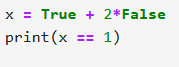 x = True + 2*False
print(x == 1)